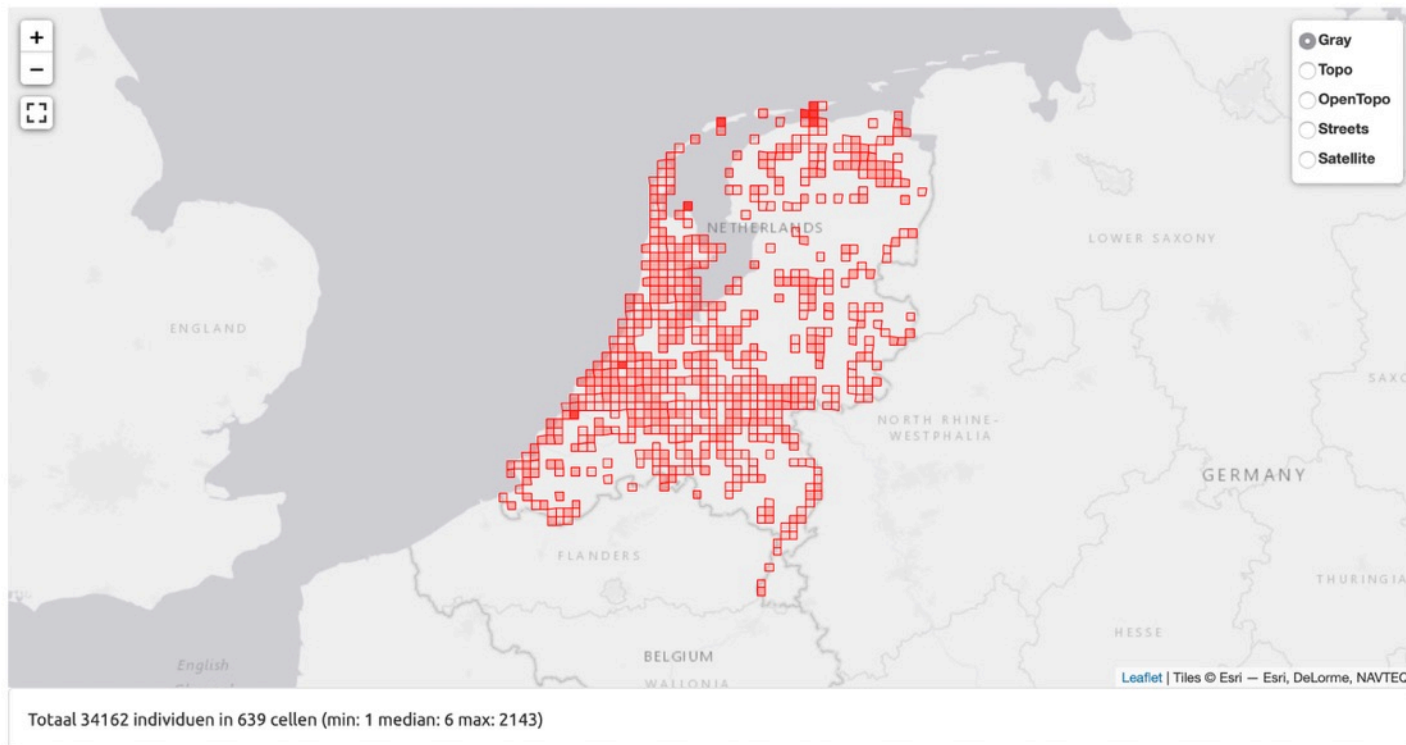 +
−
Gray
Topo
OpenTopo
Streets
Satellite
NETHERLANDS
LOWER SAXONY
ENGLAND
SAXO
NORTH RHINE-
WESTPHALIA
GERMANY
FLANDERS
THURINGIA
HESSE
BELGIUM
English
WALLONIA
Leaflet | Tiles © Esri — Esri, DeLorme, NAVTEQ
Totaal 34162 individuen in 639 cellen (min: 1 median: 6 max: 2143)